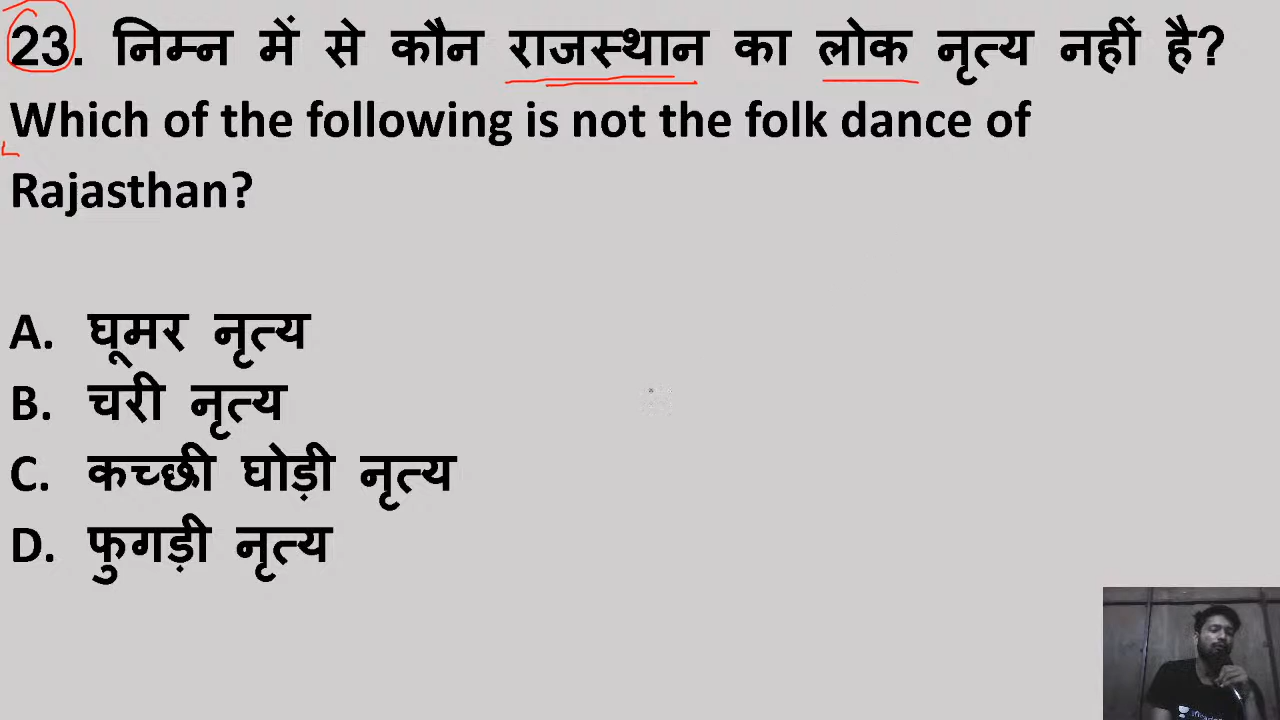 23. निम्न में से कौन राजस्थान का लोक नृत्य नहीं है?
Which of the following is not the folk dance of
Rajasthan?
A. घूमर नृत्य
B. चरी नृत्य
C. कच्छी घोड़ी नृत्य
D. फुगड़ी नृत्य